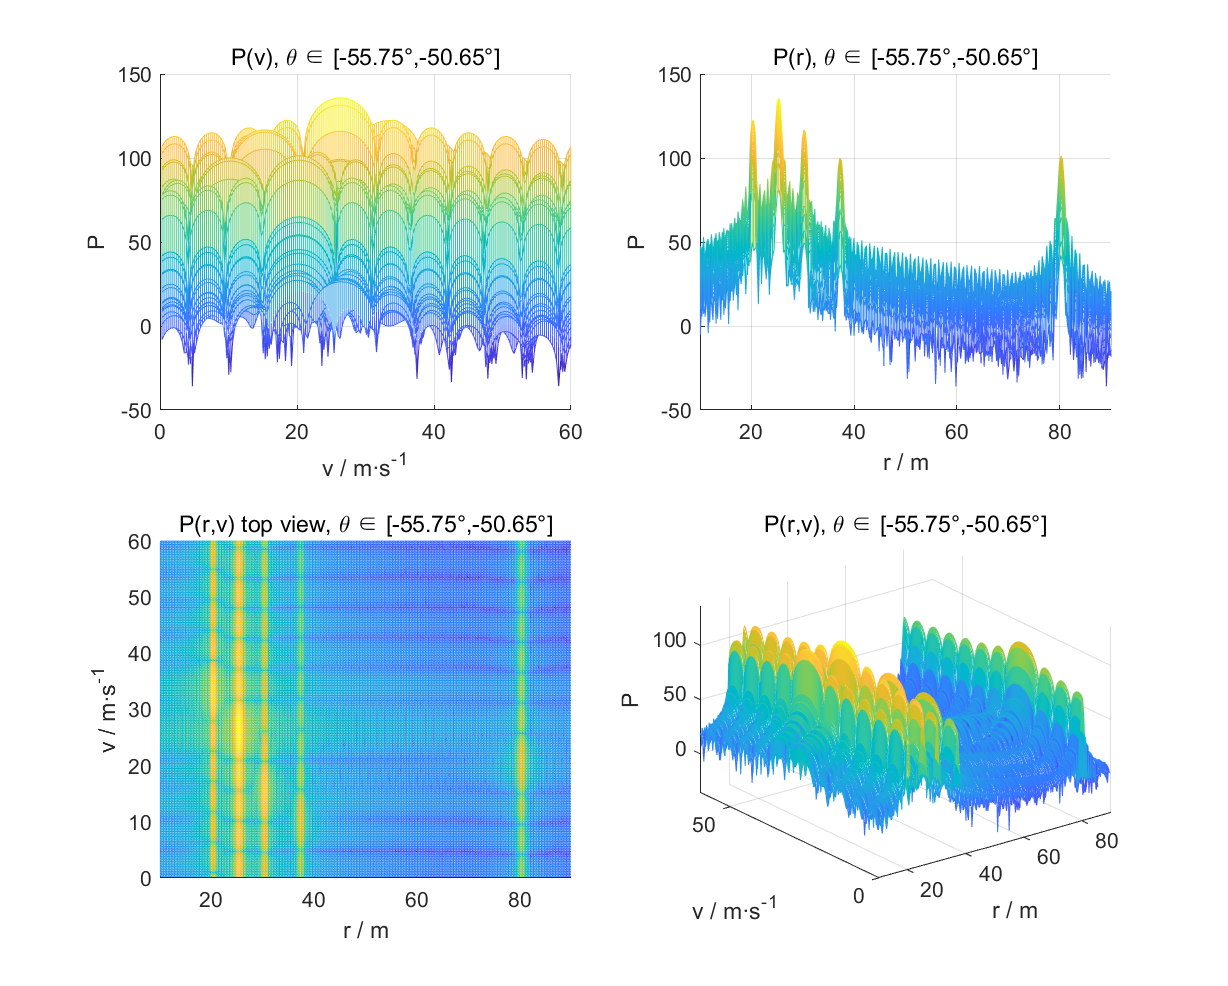 P(v), θ ∈ [-55.75°,-50.65°]
150
100
50
0
-50
P
0
20
40
60
v / m·s-1
P(r), θ ∈ [-55.75°,-50.65°]
150
100
50
0
-50
P
20
40
60
80
r / m
P(r,v) top view, θ ∈ [-55.75°,-50.65°]
60
50
40
30
20
10
0
v / m·s-1
20
40
60
80
r / m
P(r,v), θ ∈ [-55.75°,-50.65°]
100
50
0
P
50
0
v / m·s-1
20
40
60
80
r / m